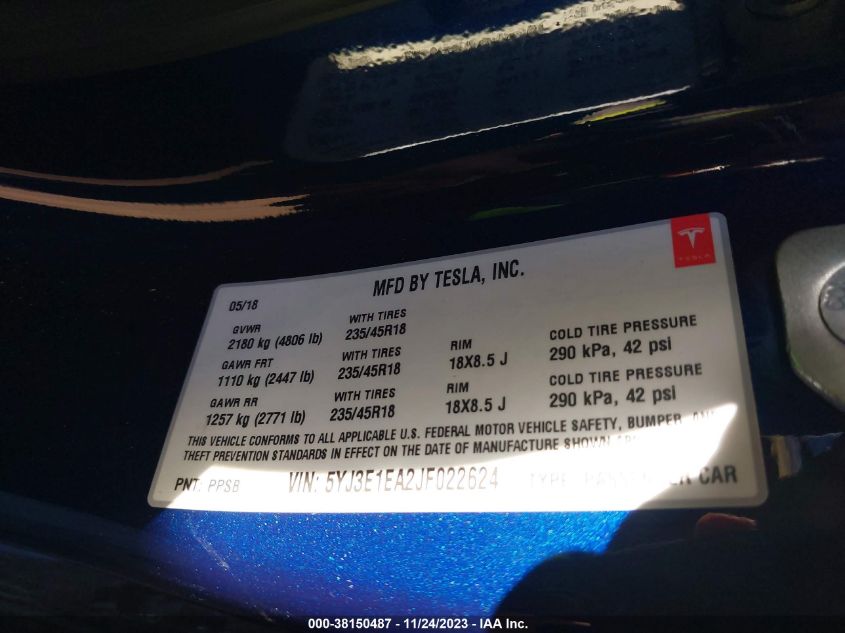 MFD BY TESLA, INC.
TESLA
05/18
GVWR
2180 kg (4806 lb)
WITH TIRES
235/45R18
GAWR FRT
1110 kg (2447 lb)
WITH TIRES
235/45R18
RIM
18X8.5 J
COLD TIRE PRESSURE
290 kPa, 42 psi
GAWR RR
1257 kg (2771 lb)
WITH TIRES
235/45R18
RIM
18X8.5 J
COLD TIRE PRESSURE
290 kPa, 42 psi
THIS VEHICLE CONFORMS TO ALL APPLICABLE U.S. FEDERAL MOTOR VEHICLE SAFETY, BUMPER, AND
THEFT PREVENTION STANDARDS IN EFFECT ON THE DATE OF MANUFACTURE SHOWN
PNT: PPSB VIN: 5YJ3E1EA2JF022624 TYPE: PASSENGER CAR
000-38150487 - 11/24/2023 - IAA Inc.